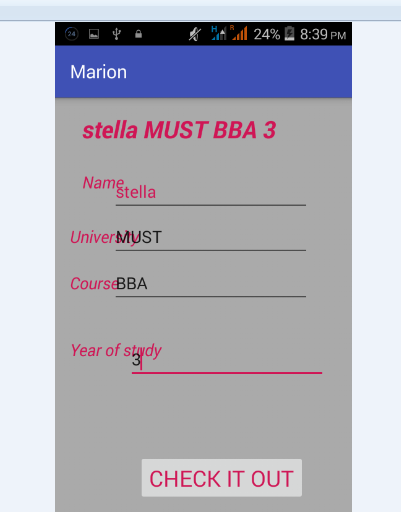 24 H B 24% 8:39 PM
Marion
stella MUST BBA 3
Name stella
University MUST
Course BBA
Year of study
3
CHECK IT OUT